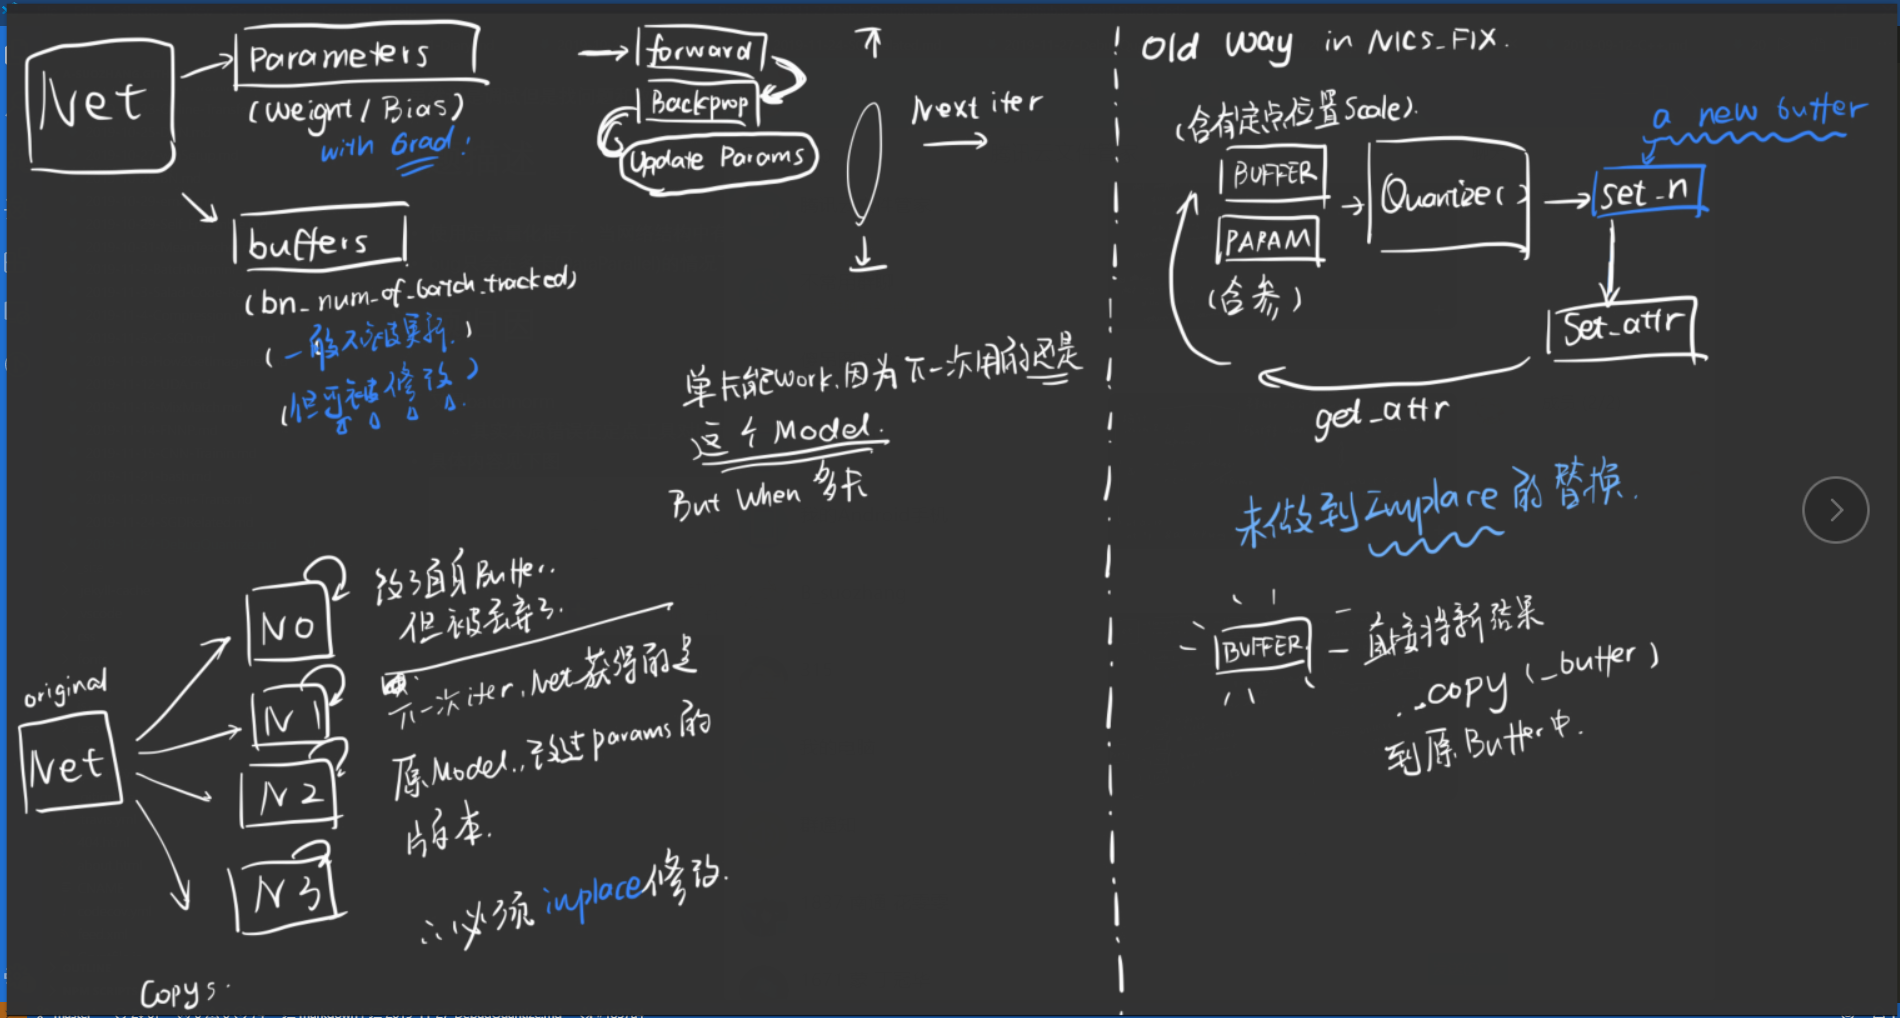 Net
Parameters
(Weight / Bias)
with Grad!
buffers
(bn_num_of_batch_tracked)
(一般不被更新.)
(但可被修改)
forward
Backprop
Update Params
Next iter
单卡能work.因为下一次用的还是
这个Model.
But When 多卡
original
Net
N0
N1
N2
N3
Copys.
改了自身Buffer.
但被丢弃了.
下一次iter, Net获得的是
原Model.,改过params的
版本.
∴必须inplace修改.
Old Way in NICS_FIX.
(含有定点位置Scale).
BUFFER
PARAM
(含参)
Quantize()
a new buffer
set_n
Set_attr
get_attr
未做到Inplace的替换.
BUFFER
直接将新结果
..copy(_buffer)
到原Buffer中.